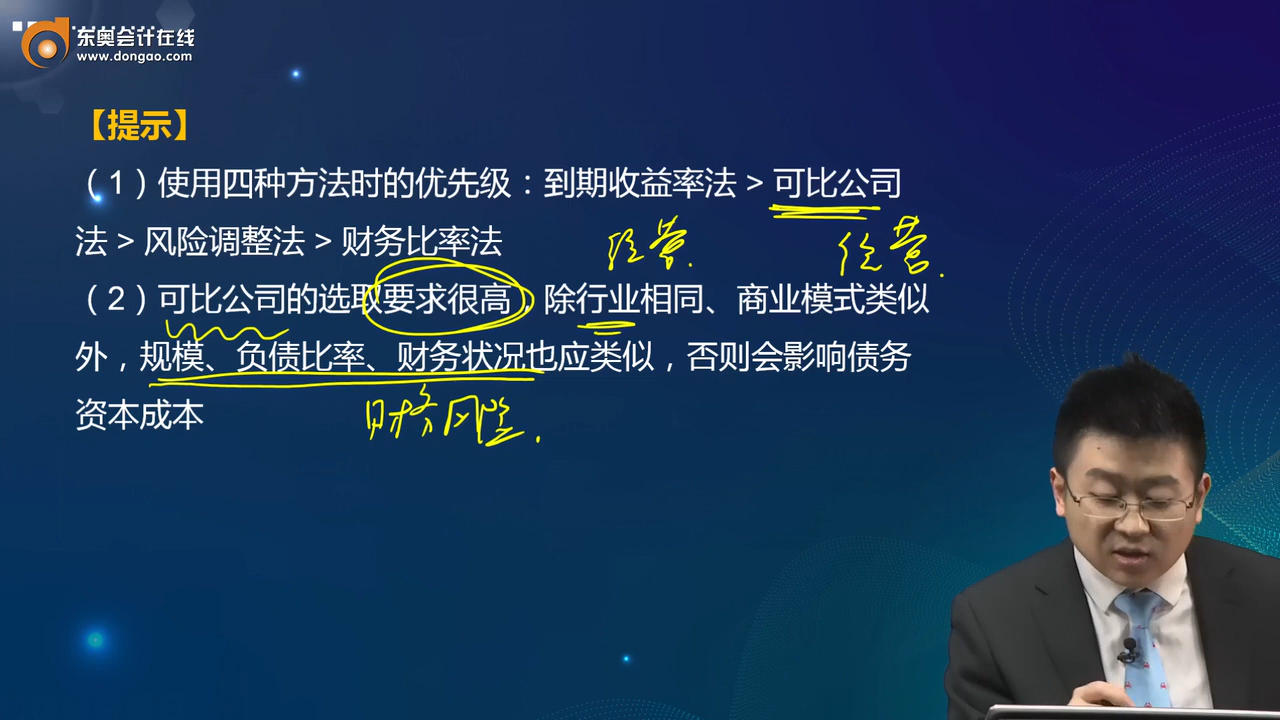 东奥会计在线
www.dongao.com
【提示】
（1）使用四种方法时的优先级：到期收益率法＞可比公司
法＞风险调整法＞财务比率法
经营. 经营.
（2）可比公司的选取要求很高，除行业相同、商业模式类似
外，规模、负债比率、财务状况也应类似，否则会影响债务
资本成本
财务风险.